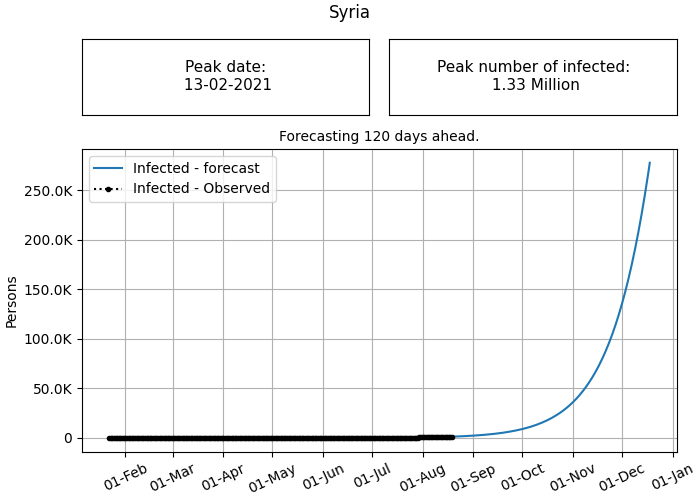 Syria
Peak date:
13-02-2021
Peak number of infected:
1.33 Million
Forecasting 120 days ahead.
Infected - forecast
Infected - Observed
Persons
250.0K
200.0K
150.0K
100.0K
50.0K
0
01-Feb
01-Mar
01-Apr
01-May
01-Jun
01-Jul
01-Aug
01-Sep
01-Oct
01-Nov
01-Dec
01-Jan